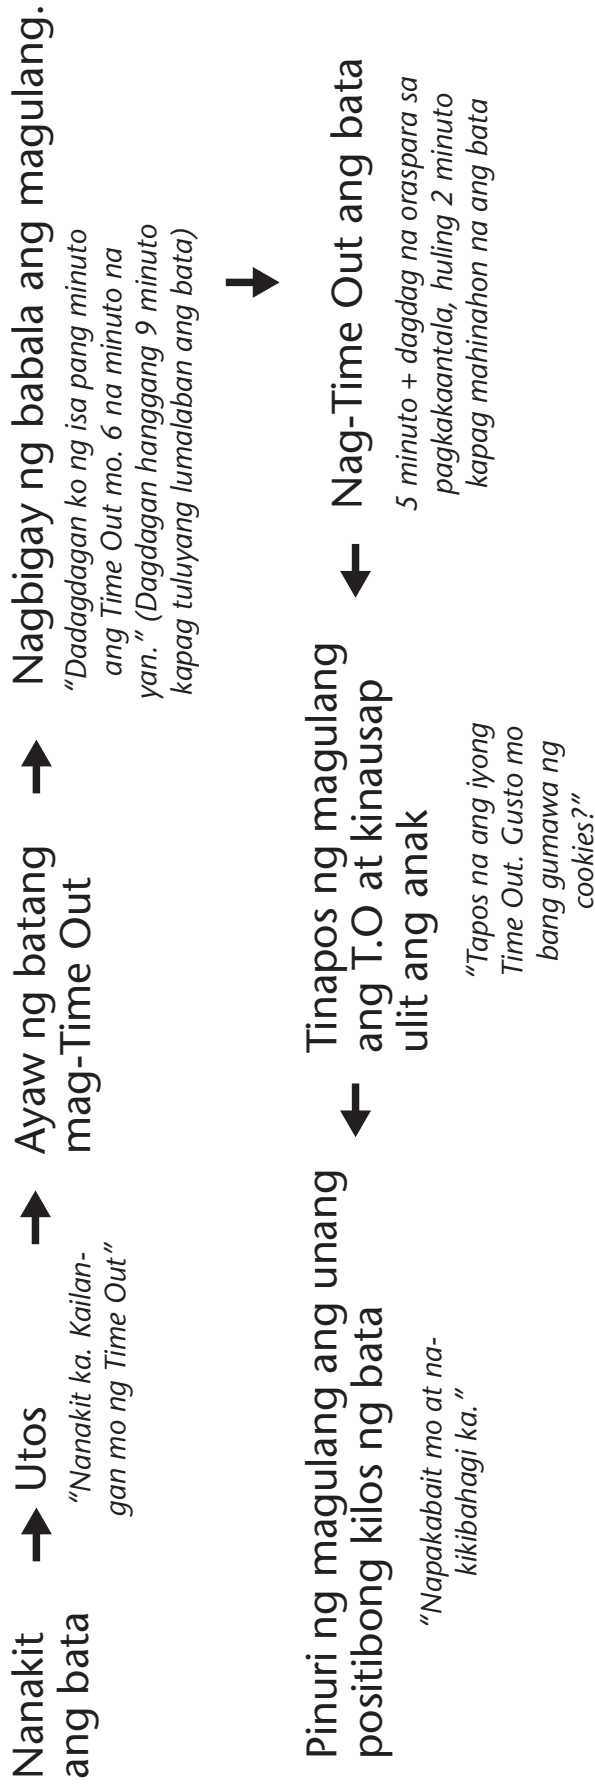 Nanakit
ang bata
Utos
“Nanakit ka. Kailan-
gan mo ng Time Out”
Ayaw ng batang
mag-Time Out
Nagbigay ng babala ang magulang.
“Dadagdagan ko ng isa pang minuto
ang Time Out mo. 6 na minuto na
yan.” (Dagdagan hanggang 9 minuto
kapag tuluyang lumalaban ang bata)
Nag-Time Out ang bata
5 minuto + dagdag na oraspara sa
pagkakaantala, huling 2 minuto
kapag mahinahon na ang bata
Tinapos ng magulang
ang T.O at kinausap
ulit ang anak
“Tapos na ang iyong
Time Out. Gusto mo
bang gumawa ng
cookies?”
Pinuri ng magulang ang unang
positibong kilos ng bata
“Napakabait mo at na-
kikibahagi ka.”